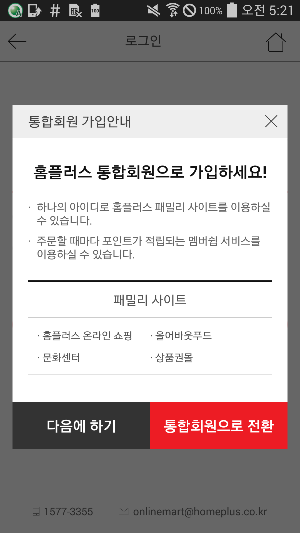 100% 오전 5:21
로그인
통합회원 가입안내
홈플러스 통합회원으로 가입하세요!
· 하나의 아이디로 홈플러스 패밀리 사이트를 이용하실
수 있습니다.
· 주문할 때마다 포인트가 적립되는 멤버쉽 서비스를
이용하실 수 있습니다.
패밀리 사이트
· 홈플러스 온라인 쇼핑 · 올어바웃푸드
· 문화센터 · 상품권몰
다음에 하기 통합회원으로 전환
1577-3355 onlinemart@homeplus.co.kr